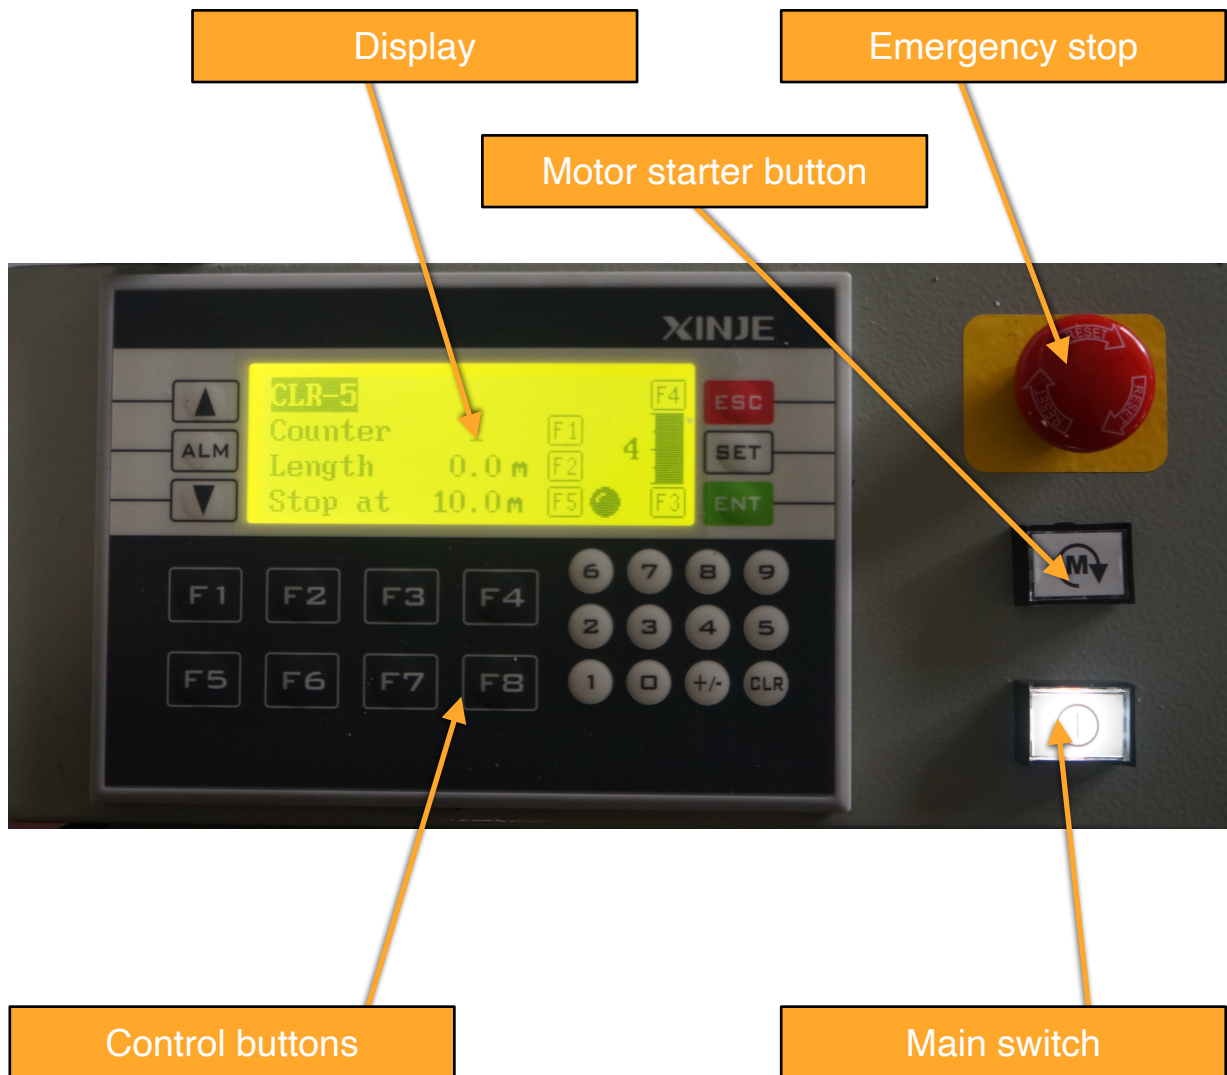 Display
Emergency stop
Motor starter button
XINJE
CLR-5
F4
ESC
Counter 1 F1
ALM
4
SET
Length 0.0 m F2
Stop at 10.0 m F5
F3
ENT
RESET
RESET
RESET
M
F1 F2 F3 F4
6 7 8 9
2 3 4 5
F5 F6 F7 F8
1 0 +/- CLR
Control buttons
Main switch